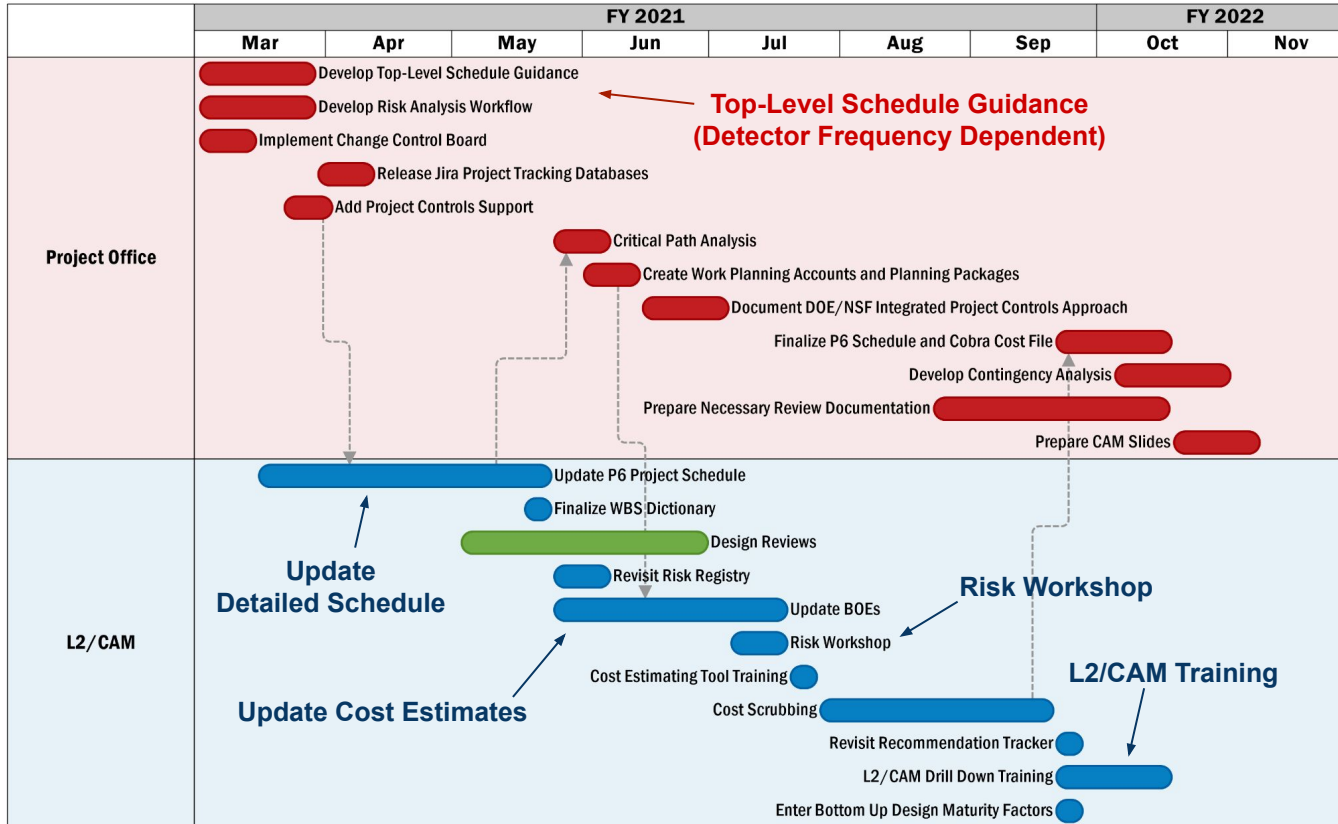 FY 2021
FY 2022
Mar
Apr
May
Jun
Jul
Aug
Sep
Oct
Nov
Project Office
Develop Top-Level Schedule Guidance
Develop Risk Analysis Workflow
Top-Level Schedule Guidance
(Detector Frequency Dependent)
Implement Change Control Board
Release Jira Project Tracking Databases
Add Project Controls Support
Critical Path Analysis
Create Work Planning Accounts and Planning Packages
Document DOE/NSF Integrated Project Controls Approach
Finalize P6 Schedule and Cobra Cost File
Develop Contingency Analysis
Prepare Necessary Review Documentation
Prepare CAM Slides
L2/CAM
Update P6 Project Schedule
Finalize WBS Dictionary
Design Reviews
Update
Detailed Schedule
Revisit Risk Registry
Risk Workshop
Update BOEs
Risk Workshop
Cost Estimating Tool Training
L2/CAM Training
Update Cost Estimates
Cost Scrubbing
Revisit Recommendation Tracker
L2/CAM Drill Down Training
Enter Bottom Up Design Maturity Factors